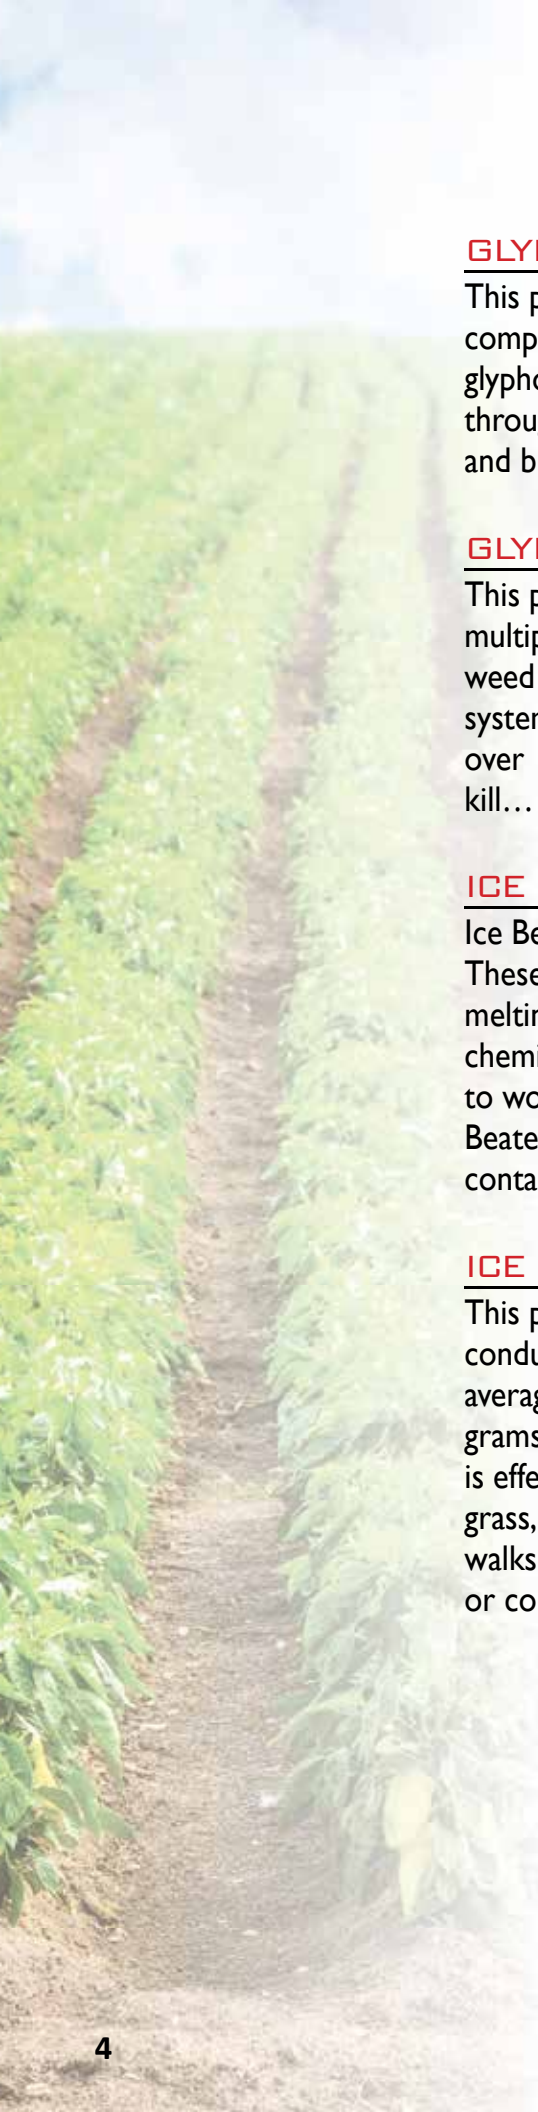 GLY
This p
comp
glypho
throu
and b
GLY
This p
multip
weed
system
over
kill…
ICE
Ice Be
These
meltin
chemi
to wo
Beate
conta
ICE
This p
condu
averag
grams
is effe
grass,
walks
or co
4